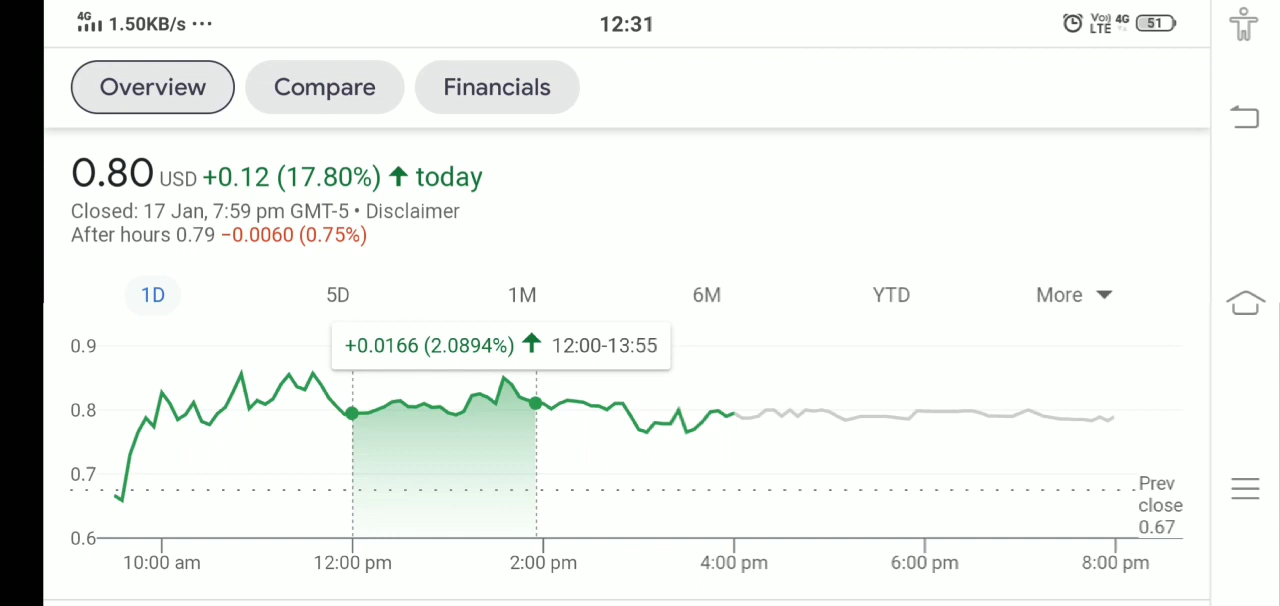 4G 1.50KB/s ··· 12:31 Vo)) LTE 4G 51
Overview Compare Financials
0.80 USD +0.12 (17.80%) ↑ today
Closed: 17 Jan, 7:59 pm GMT-5 • Disclaimer
After hours 0.79 −0.0060 (0.75%)
1D 5D 1M 6M YTD More
+0.0166 (2.0894%) ↑ 12:00-13:55
0.9
0.8
0.7
Prev
close
0.67
0.6
10:00 am 12:00 pm 2:00 pm 4:00 pm 6:00 pm 8:00 pm